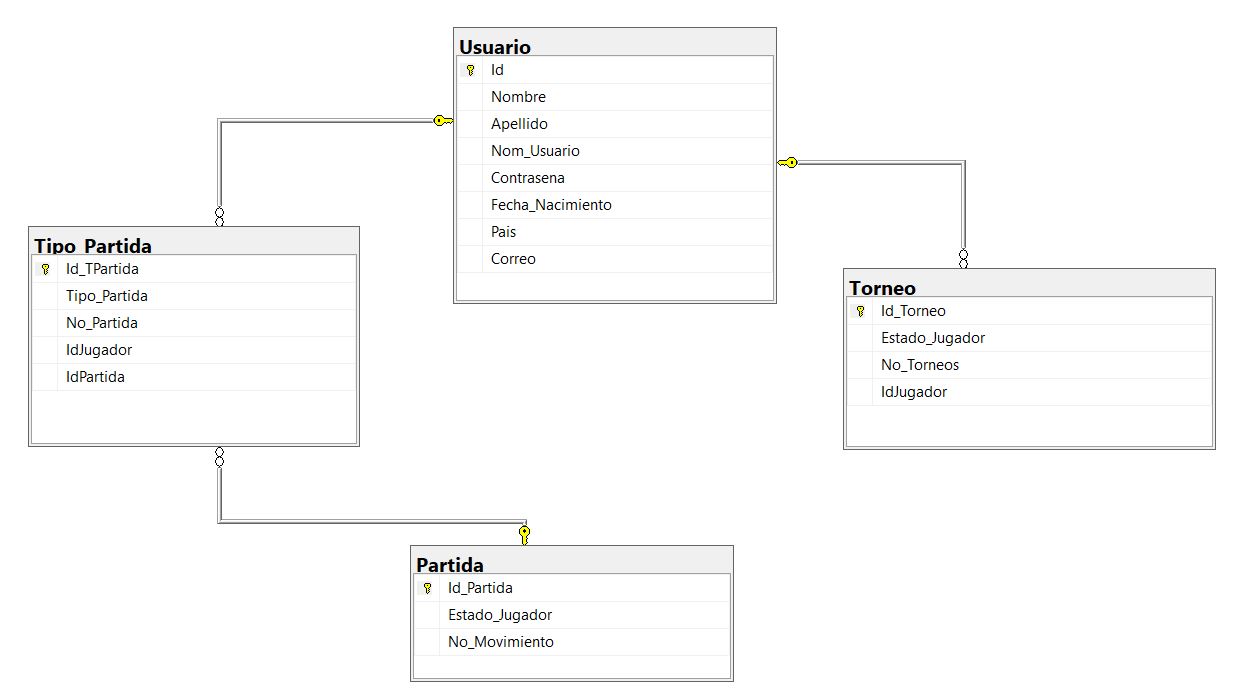 Usuario
Id
Nombre
Apellido
Nom_Usuario
Contrasena
Fecha_Nacimiento
Pais
Correo
Tipo_Partida
Id_TPartida
Tipo_Partida
No_Partida
IdJugador
IdPartida
Torneo
Id_Torneo
Estado_Jugador
No_Torneos
IdJugador
Partida
Id_Partida
Estado_Jugador
No_Movimiento